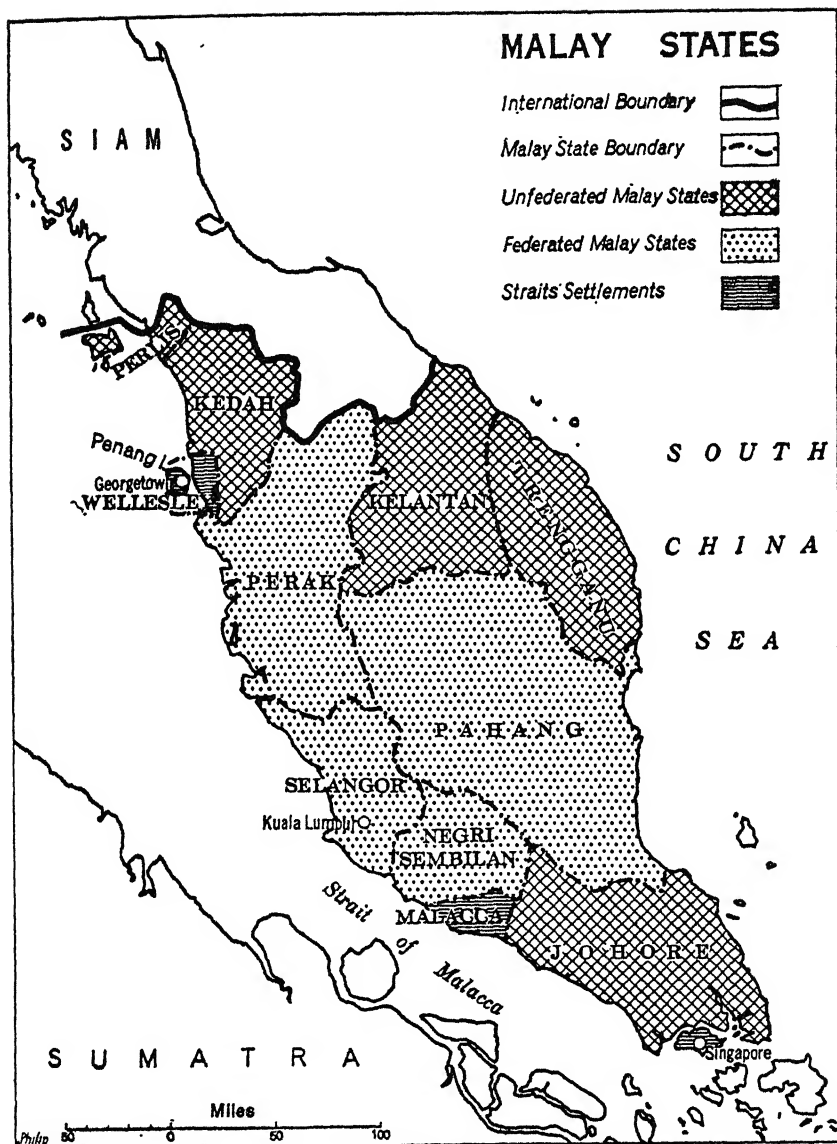 MALAY STATES
International Boundary
Malay State Boundary
Unfederated Malay States
Federated Malay States
Straits Settlements
SIAM
PERLIS
KEDAH
Penang I.
Georgetown
WELLESLEY
KELANTAN
TRENGGANU
SOUTH
CHINA
SEA
PERAK
PAHANG
SELANGOR
Kuala Lumpur
NEGRI
SEMBILAN
MALACCA
JOHORE
Strait
of
Malacca
Singapore
SUMATRA
Miles
50 0 50 100
Philip